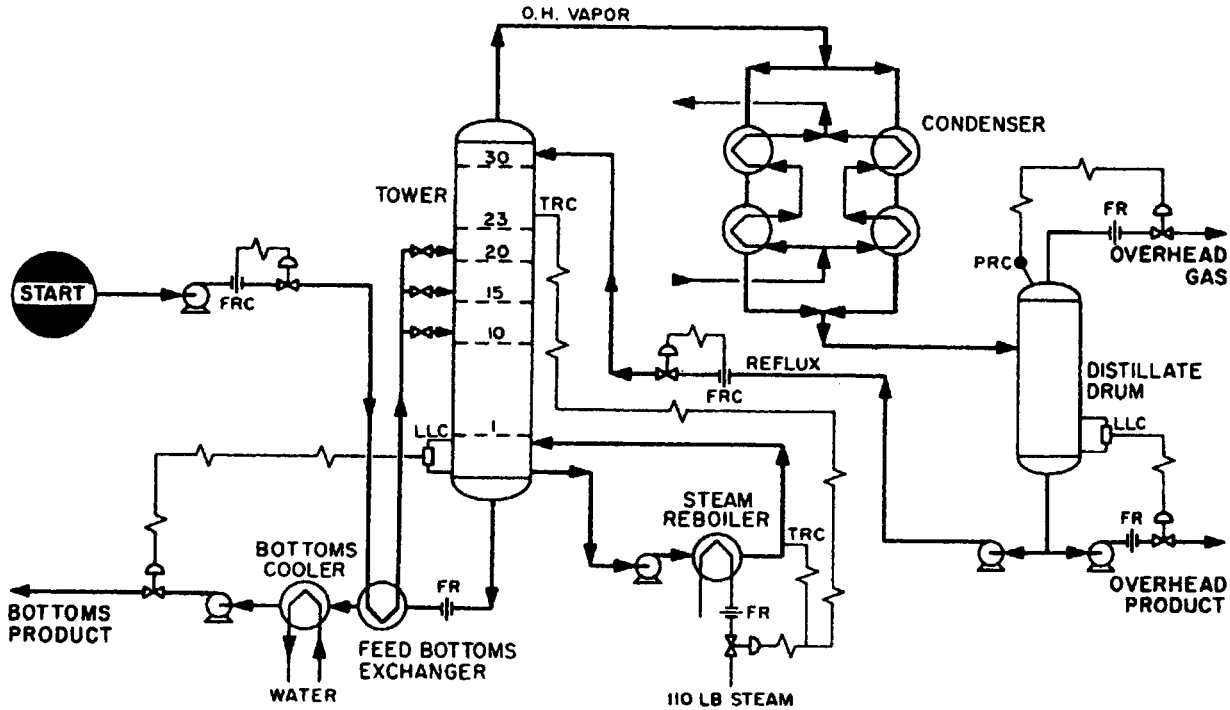 O.H. VAPOR
CONDENSER
30
TOWER
TRC
23
20
15
10
1
START
FRC
FR
OVERHEAD
GAS
PRC
REFLUX
FRC
DISTILLATE
DRUM
LLC
LLC
STEAM
REBOILER
TRC
FR
BOTTOMS
COOLER
FR
FR
OVERHEAD
PRODUCT
BOTTOMS
PRODUCT
FEED BOTTOMS
EXCHANGER
WATER
110 LB STEAM